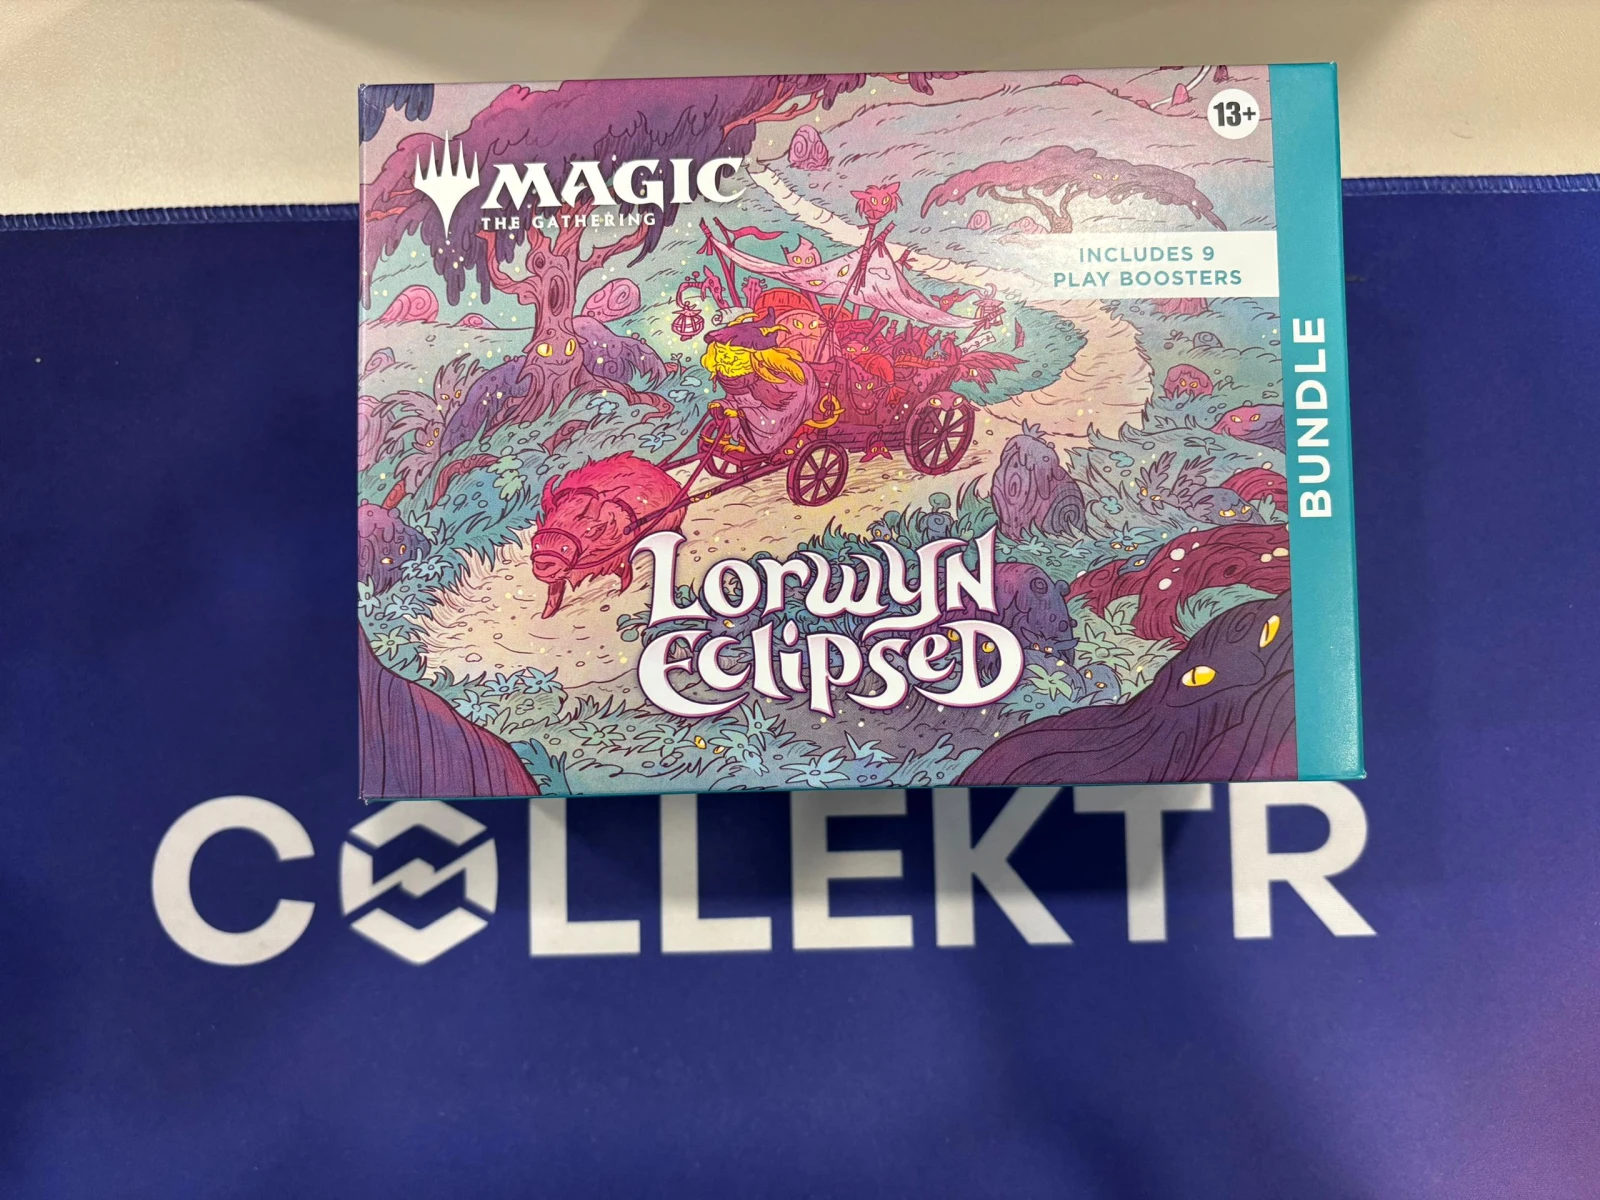 13+
MAGIC
THE GATHERING
INCLUDES 9
PLAY BOOSTERS
BUNDLE
LORWYN
ECLIPSED
COLLEKTR